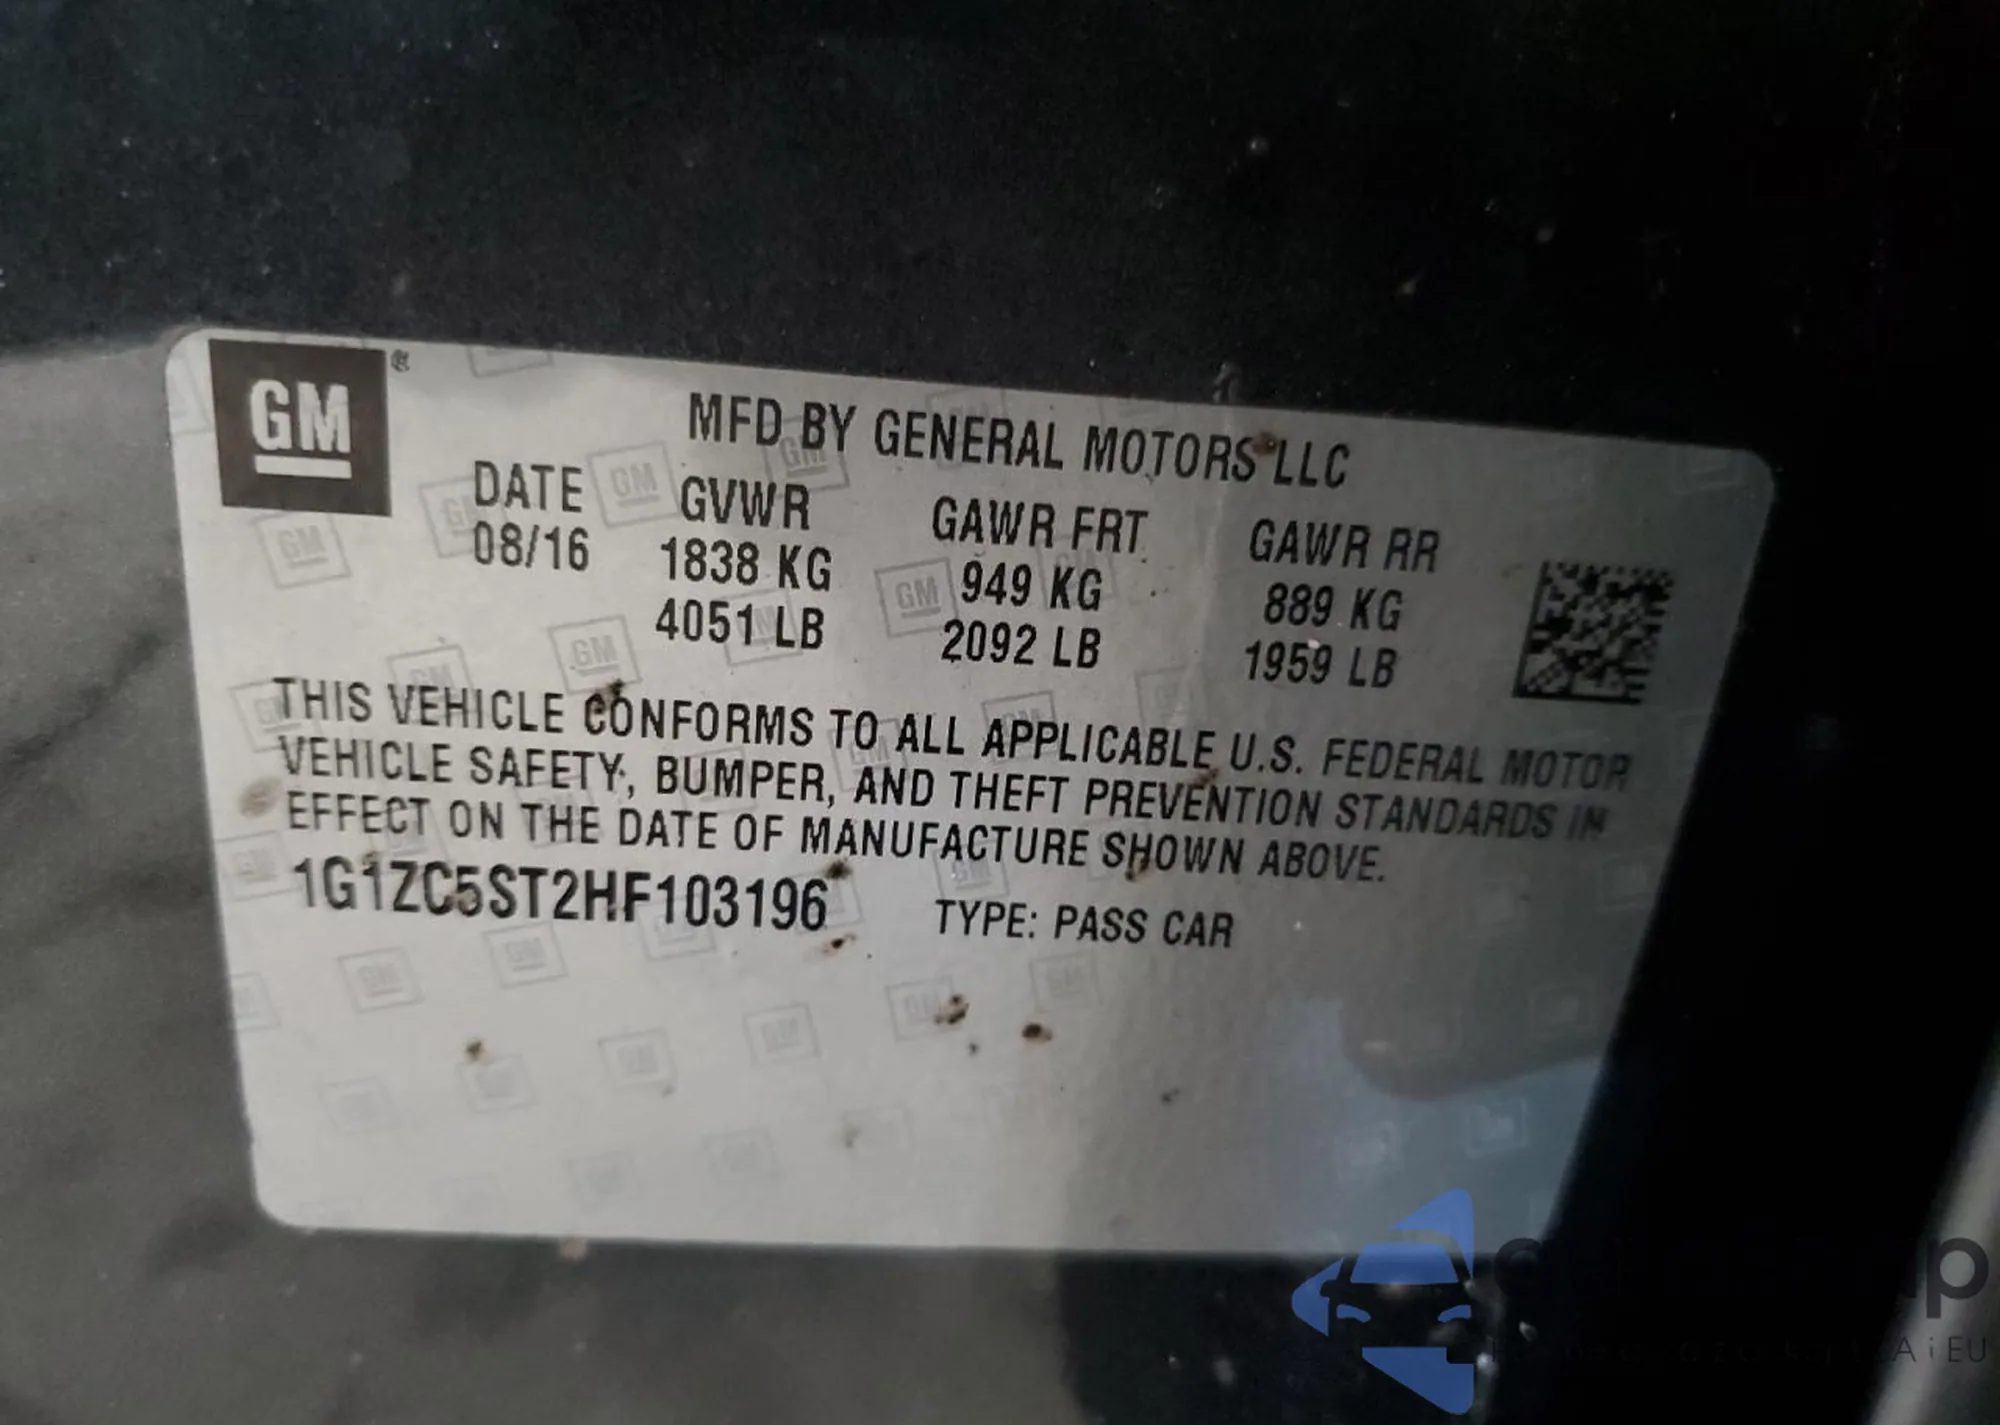 GM
MFD BY GENERAL MOTORS LLC
DATE GVWR GAWR FRT GAWR RR
08/16 1838 KG 949 KG 889 KG
4051 LB 2092 LB 1959 LB
THIS VEHICLE CONFORMS TO ALL APPLICABLE U.S. FEDERAL MOTOR
VEHICLE SAFETY, BUMPER, AND THEFT PREVENTION STANDARDS IN
EFFECT ON THE DATE OF MANUFACTURE SHOWN ABOVE.
1G1ZC5ST2HF103196 TYPE: PASS CAR